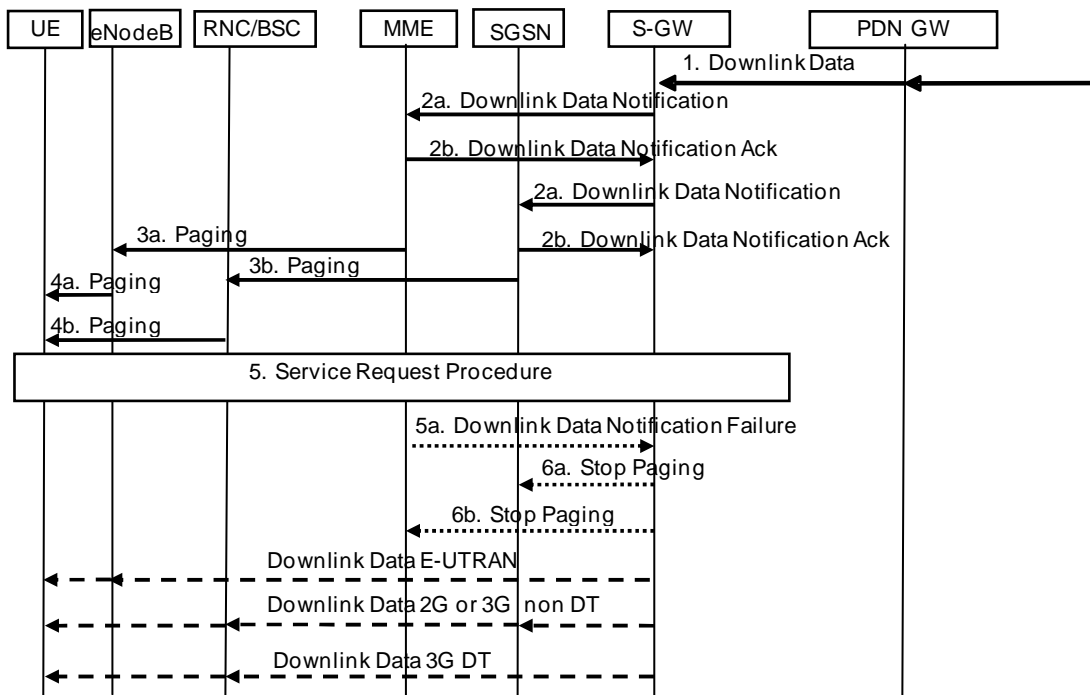 UE
eNodeB
RNC/BSC
MME
SGSN
S-GW
PDN GW
1. Downlink Data
2a. Downlink Data Notification
2b. Downlink Data Notification Ack
2a. Downlink Data Notification
3a. Paging
2b. Downlink Data Notification Ack
3b. Paging
4a. Paging
4b. Paging
5. Service Request Procedure
5a. Downlink Data Notification Failure
6a. Stop Paging
6b. Stop Paging
Downlink Data E-UTRAN
Downlink Data 2G or 3G non DT
Downlink Data 3G DT